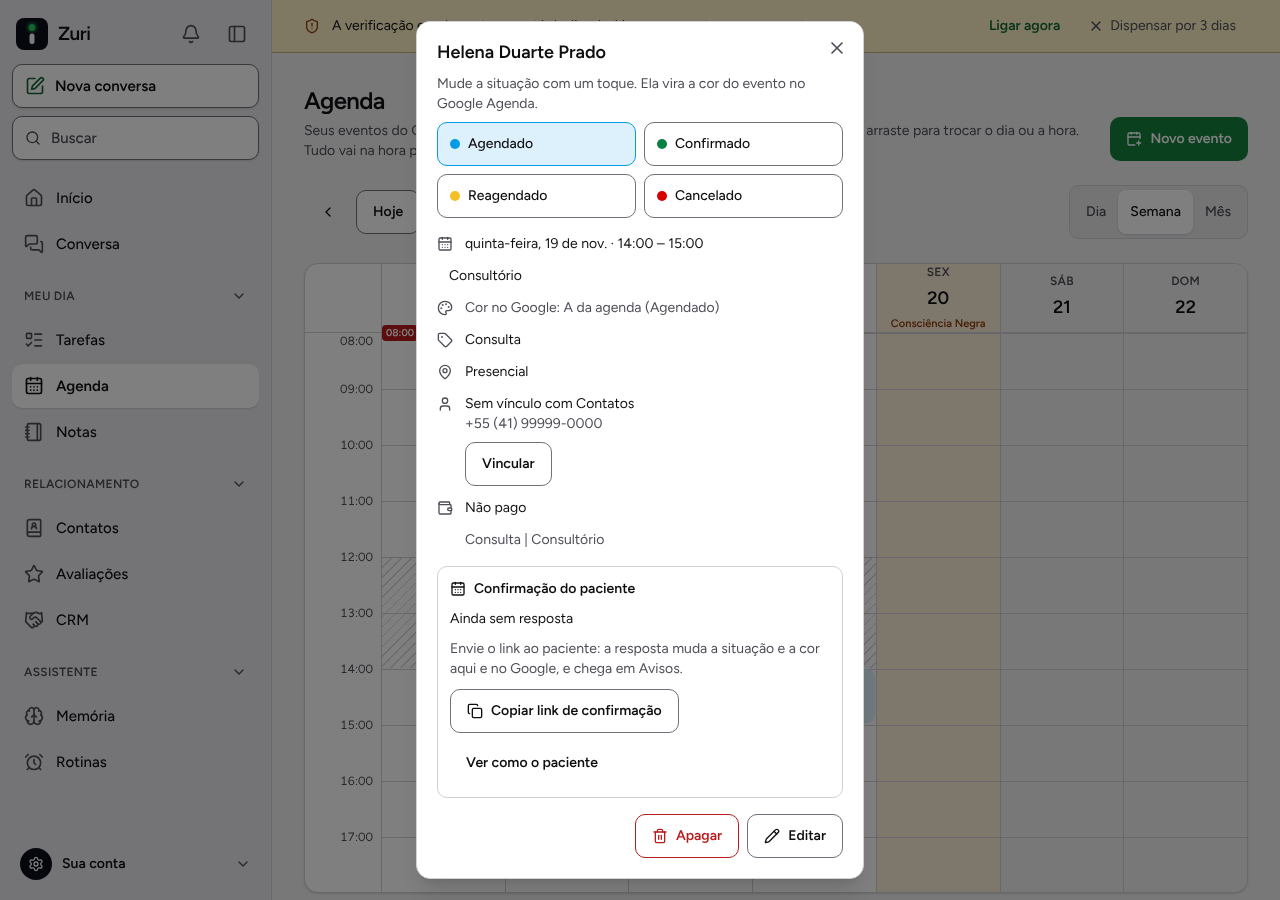 Zuri
Nova conversa
Buscar
Início
Conversa
MEU DIA
Tarefas
Agenda
Notas
RELACIONAMENTO
Contatos
Avaliações
CRM
ASSISTENTE
Memória
Rotinas
Sua conta
A verificação
Ligar agora
Dispensar por 3 dias
Agenda
Seus eventos do
arraste para trocar o dia ou a hora.
Tudo vai na hora
Novo evento
Hoje
Dia
Semana
Mês
SEX
20
Consciência Negra
SÁB
21
DOM
22
08:00
08:00
09:00
10:00
11:00
12:00
13:00
14:00
15:00
16:00
17:00
Helena Duarte Prado
Mude a situação com um toque. Ela vira a cor do evento no
Google Agenda.
Agendado
Confirmado
Reagendado
Cancelado
quinta-feira, 19 de nov. · 14:00 – 15:00
Consultório
Cor no Google: A da agenda (Agendado)
Consulta
Presencial
Sem vínculo com Contatos
+55 (41) 99999-0000
Vincular
Não pago
Consulta | Consultório
Confirmação do paciente
Ainda sem resposta
Envie o link ao paciente: a resposta muda a situação e a cor
aqui e no Google, e chega em Avisos.
Copiar link de confirmação
Ver como o paciente
Apagar
Editar